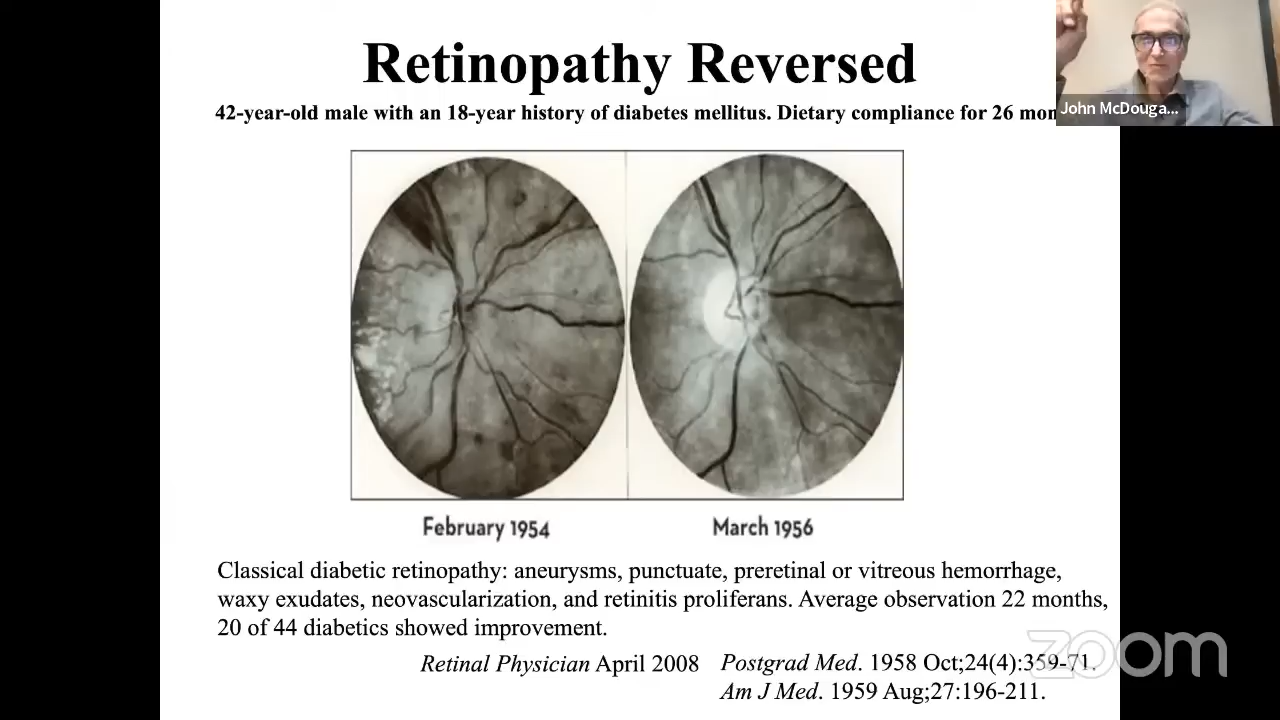 Retinopathy Reversed
42-year-old male with an 18-year history of diabetes mellitus. Dietary compliance for 26 mon
John McDouga...
February 1954
March 1956
Classical diabetic retinopathy: aneurysms, punctuate, preretinal or vitreous hemorrhage,
waxy exudates, neovascularization, and retinitis proliferans. Average observation 22 months,
20 of 44 diabetics showed improvement.
Retinal Physician April 2008
Postgrad Med. 1958 Oct;24(4):359-71.
Am J Med. 1959 Aug;27:196-211.
zoom